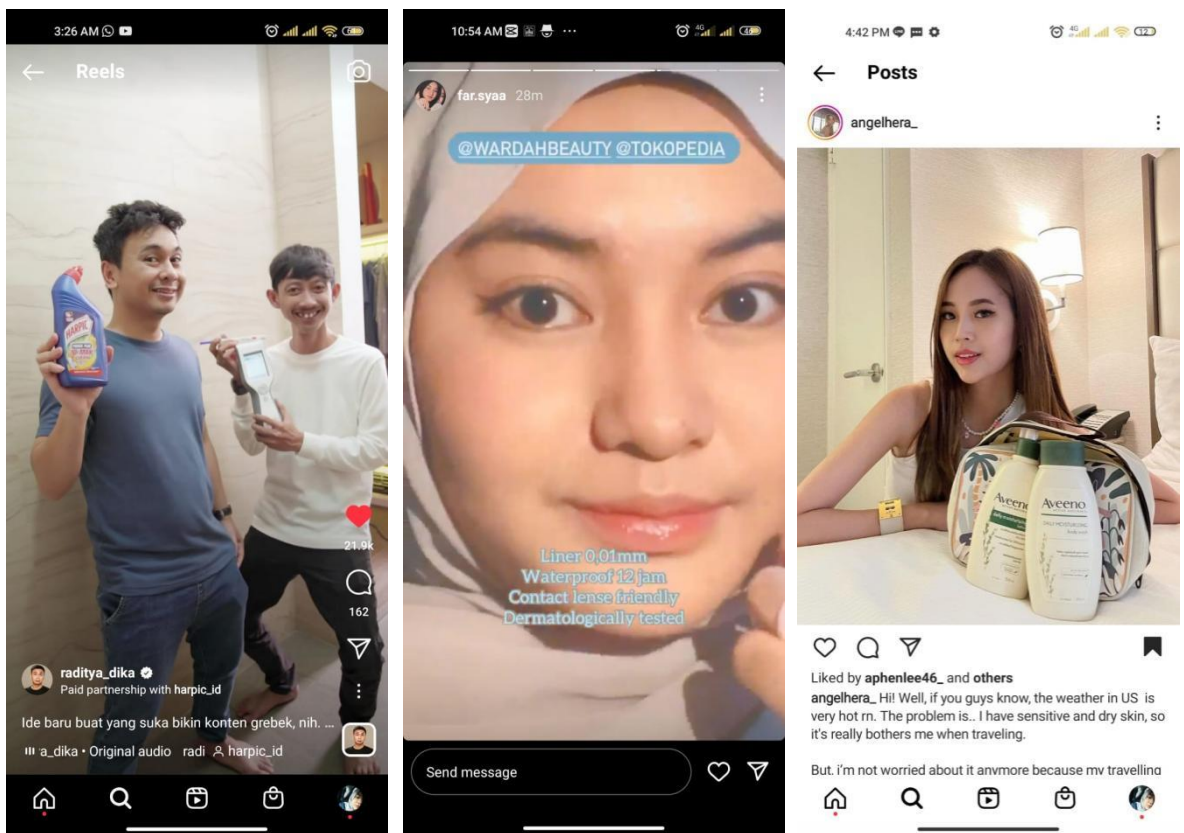 3:26 AM
Reels
HARPIC
21.9k
162
raditya_dika
Paid partnership with harpic_id
Ide baru buat yang suka bikin konten grebek, nih. ...
a_dika • Original audio radi harpic_id
10:54 AM
4G
far.syaa 28m
@WARDAHBEAUTY @TOKOPEDIA
Liner 0,01mm
Waterproof 12 jam
Contact lense friendly
Dermatologically tested
Send message
4:42 PM
4G
12
Posts
angelhera_
Aveeno
Aveeno
DAILY MOISTURIZING
Liked by aphenlee46_ and others
angelhera_ Hi! Well, if you guys know, the weather in US is
very hot rn. The problem is.. I have sensitive and dry skin, so
it's really bothers me when traveling.
But, i'm not worried about it anymore because my travelling